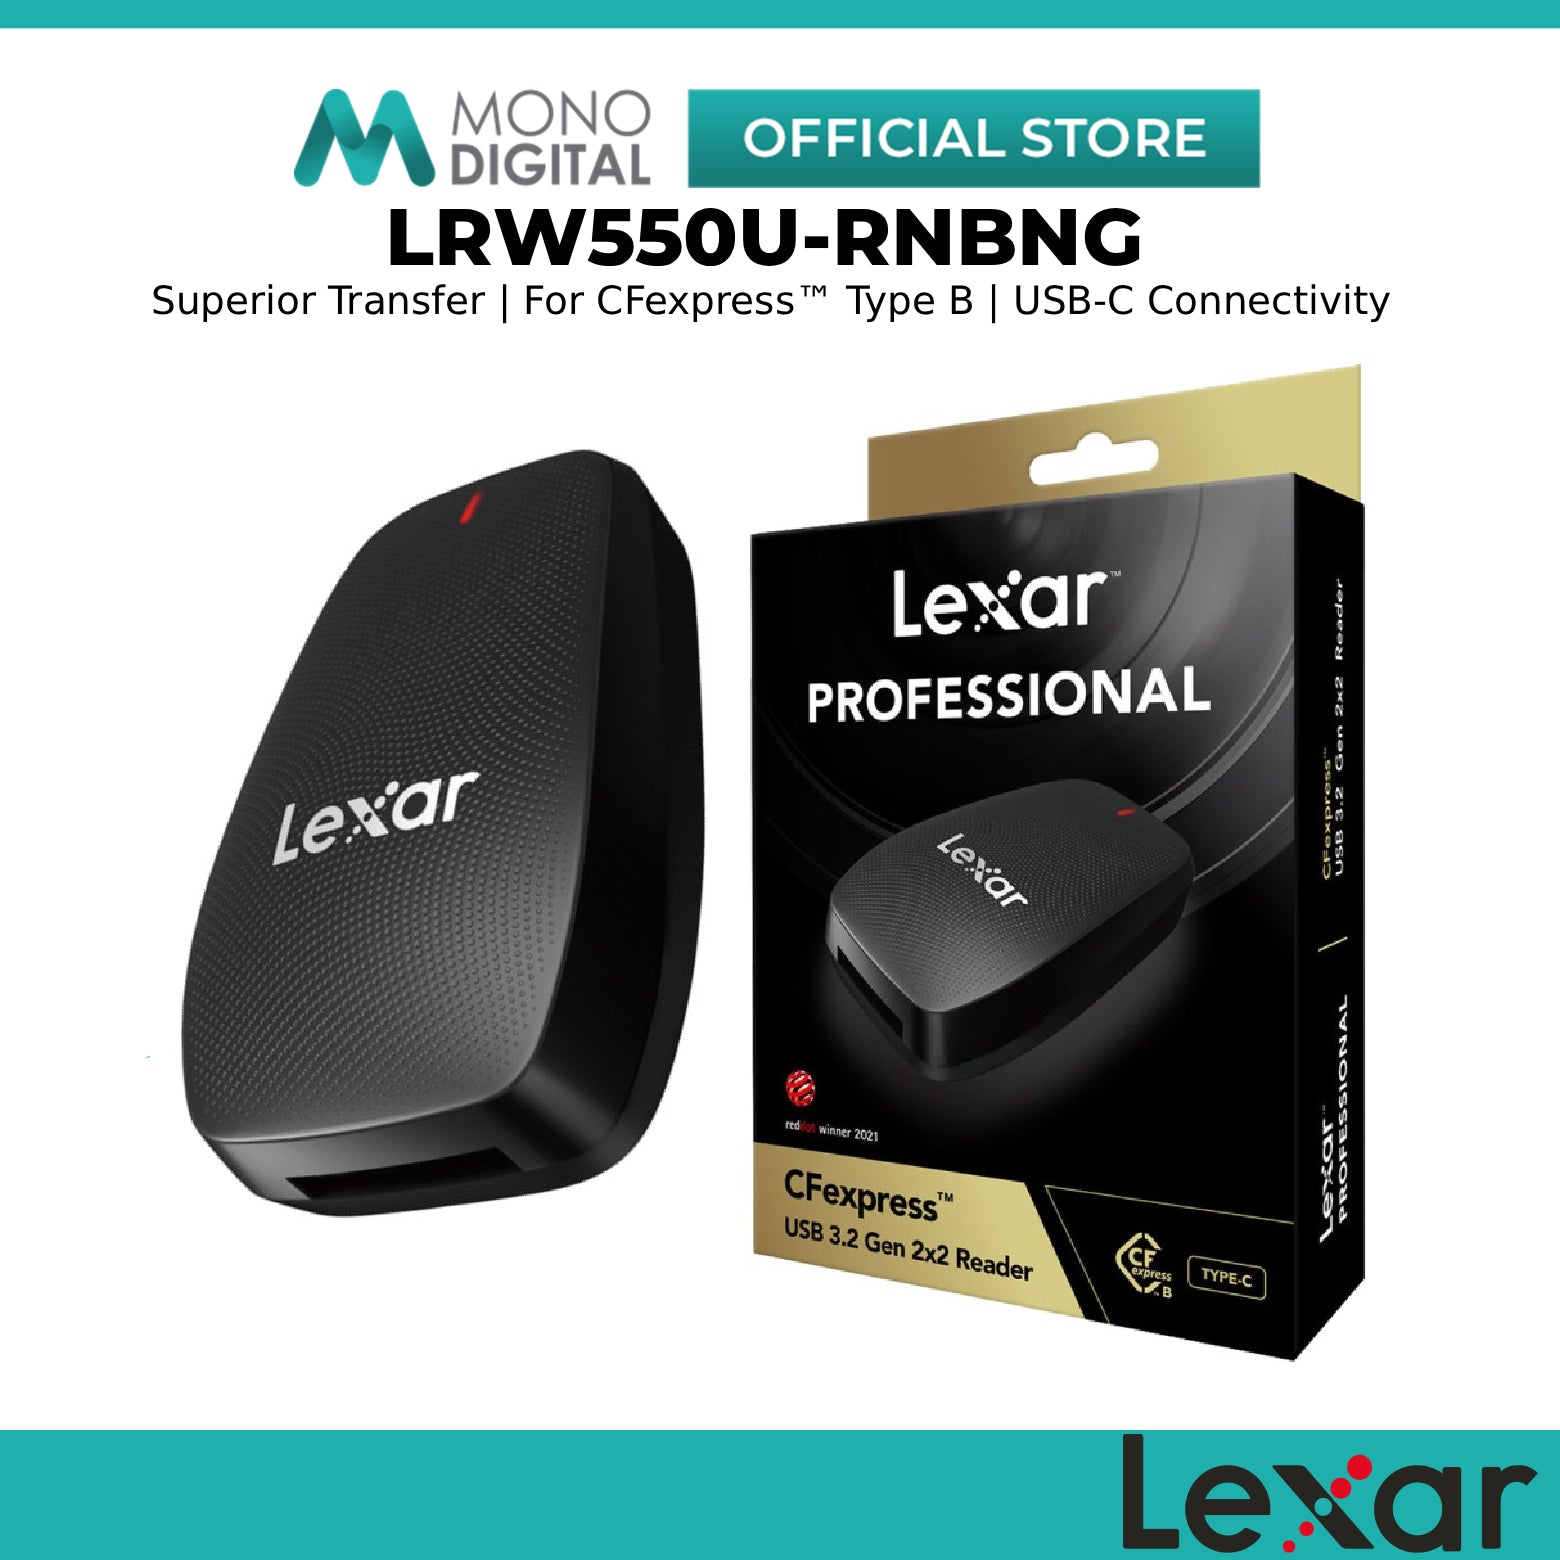 MONO
DIGITAL
OFFICIAL STORE
LRW550U-RNBNG
Superior Transfer | For CFexpress™ Type B | USB-C Connectivity
Lexar
Lexar™
PROFESSIONAL
Lexar
reddot winner 2021
CFexpress™
USB 3.2 Gen 2x2 Reader
CF
express
™ B
TYPE-C
Lexar™
PROFESSIONAL
|
CFexpress™
USB 3.2 Gen 2x2 Reader
Lexar